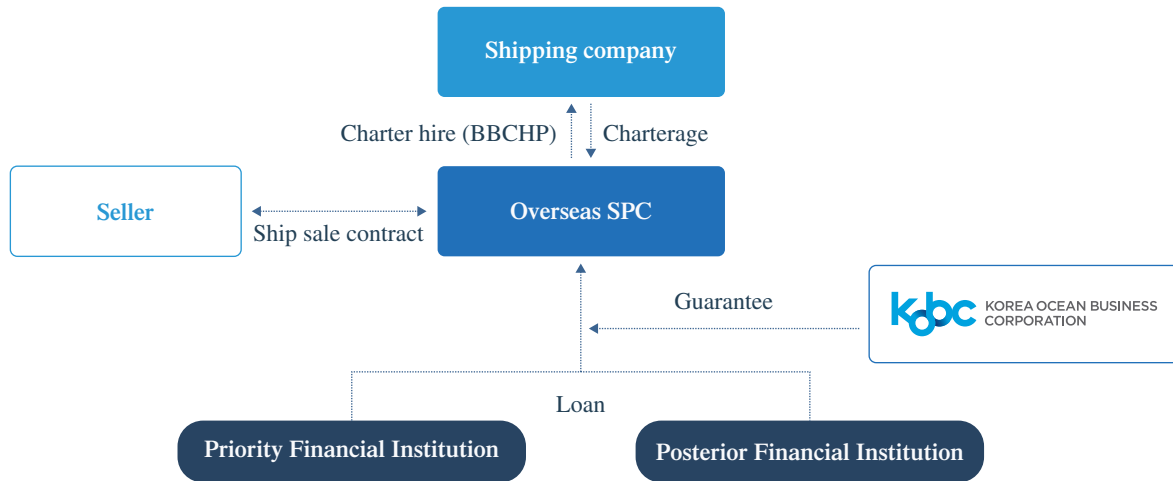 Shipping company
Charter hire (BBCHP)
Charterage
Seller
Ship sale contract
Overseas SPC
Guarantee
kobc KOREA OCEAN BUSINESS
CORPORATION
Loan
Priority Financial Institution
Posterior Financial Institution